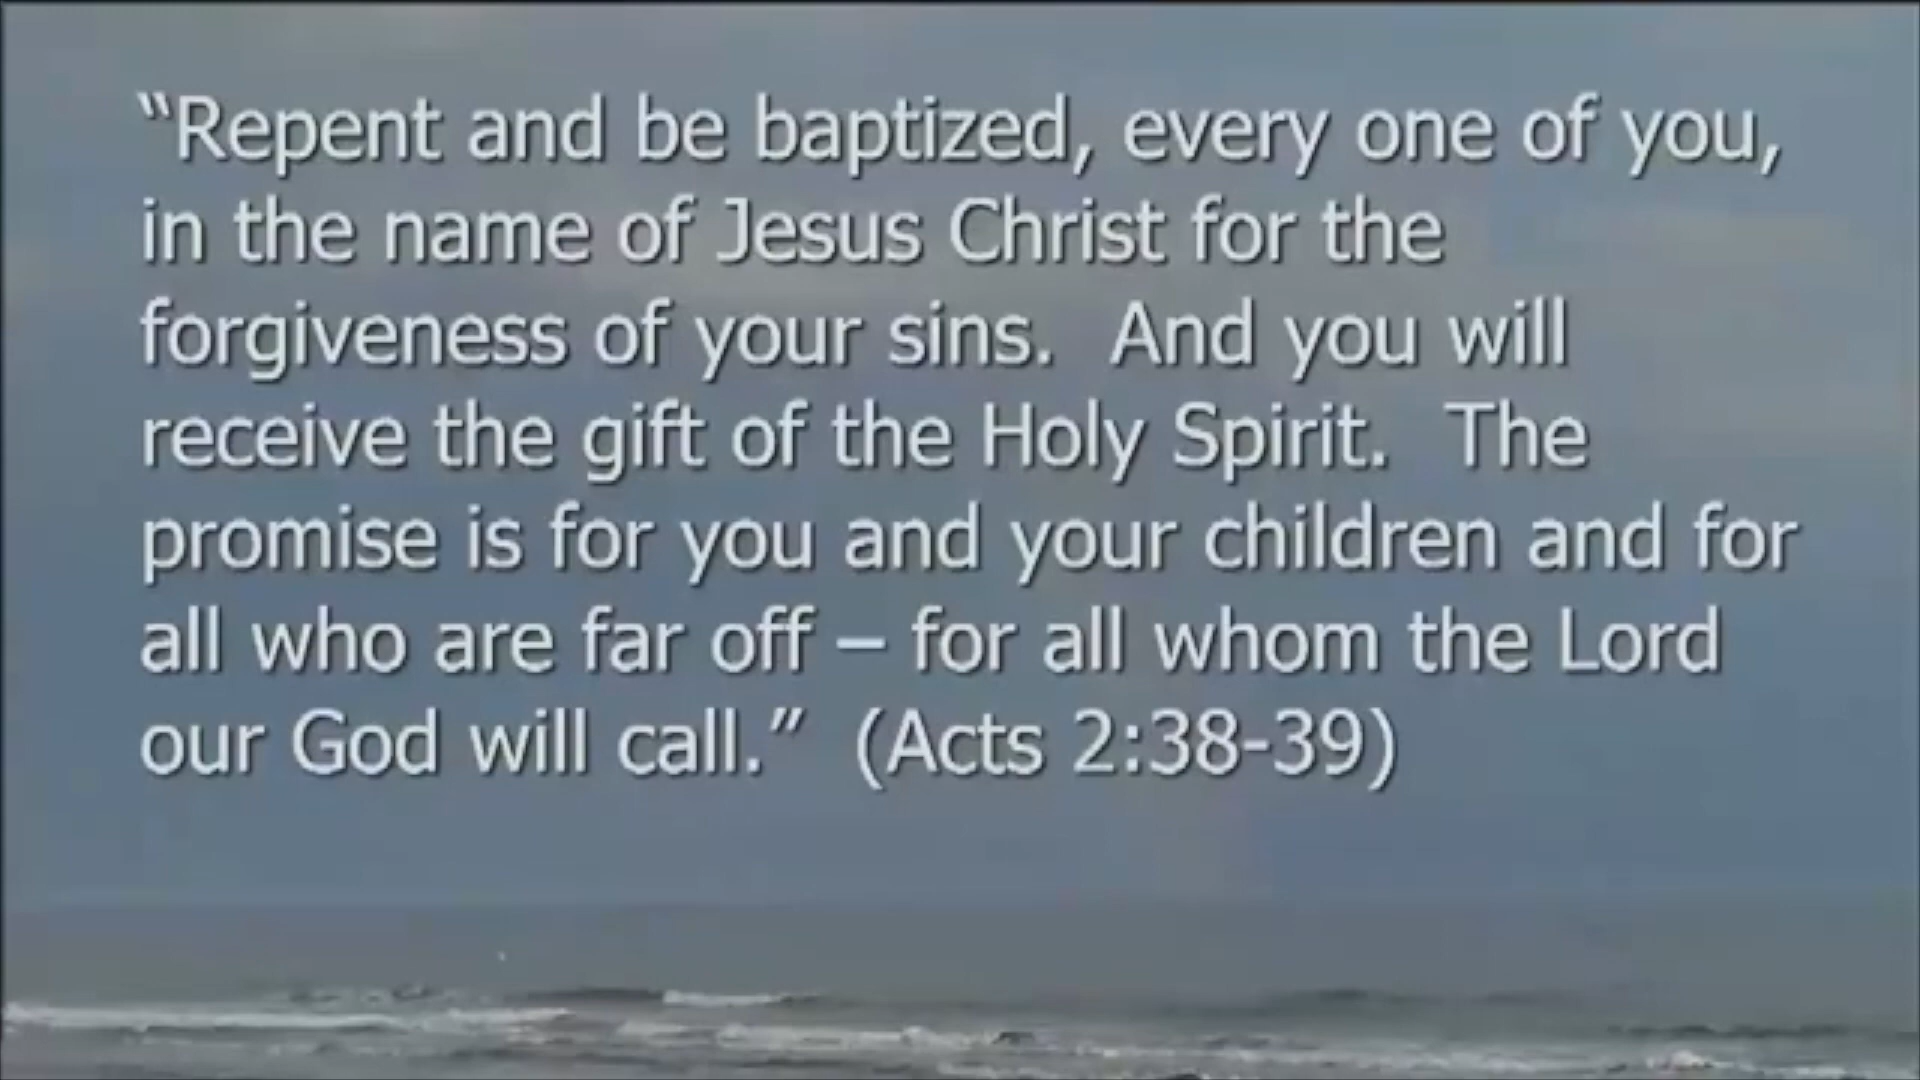 “Repent and be baptized, every one of you,
in the name of Jesus Christ for the
forgiveness of your sins.  And you will
receive the gift of the Holy Spirit.  The
promise is for you and your children and for
all who are far off – for all whom the Lord
our God will call.”  (Acts 2:38-39)